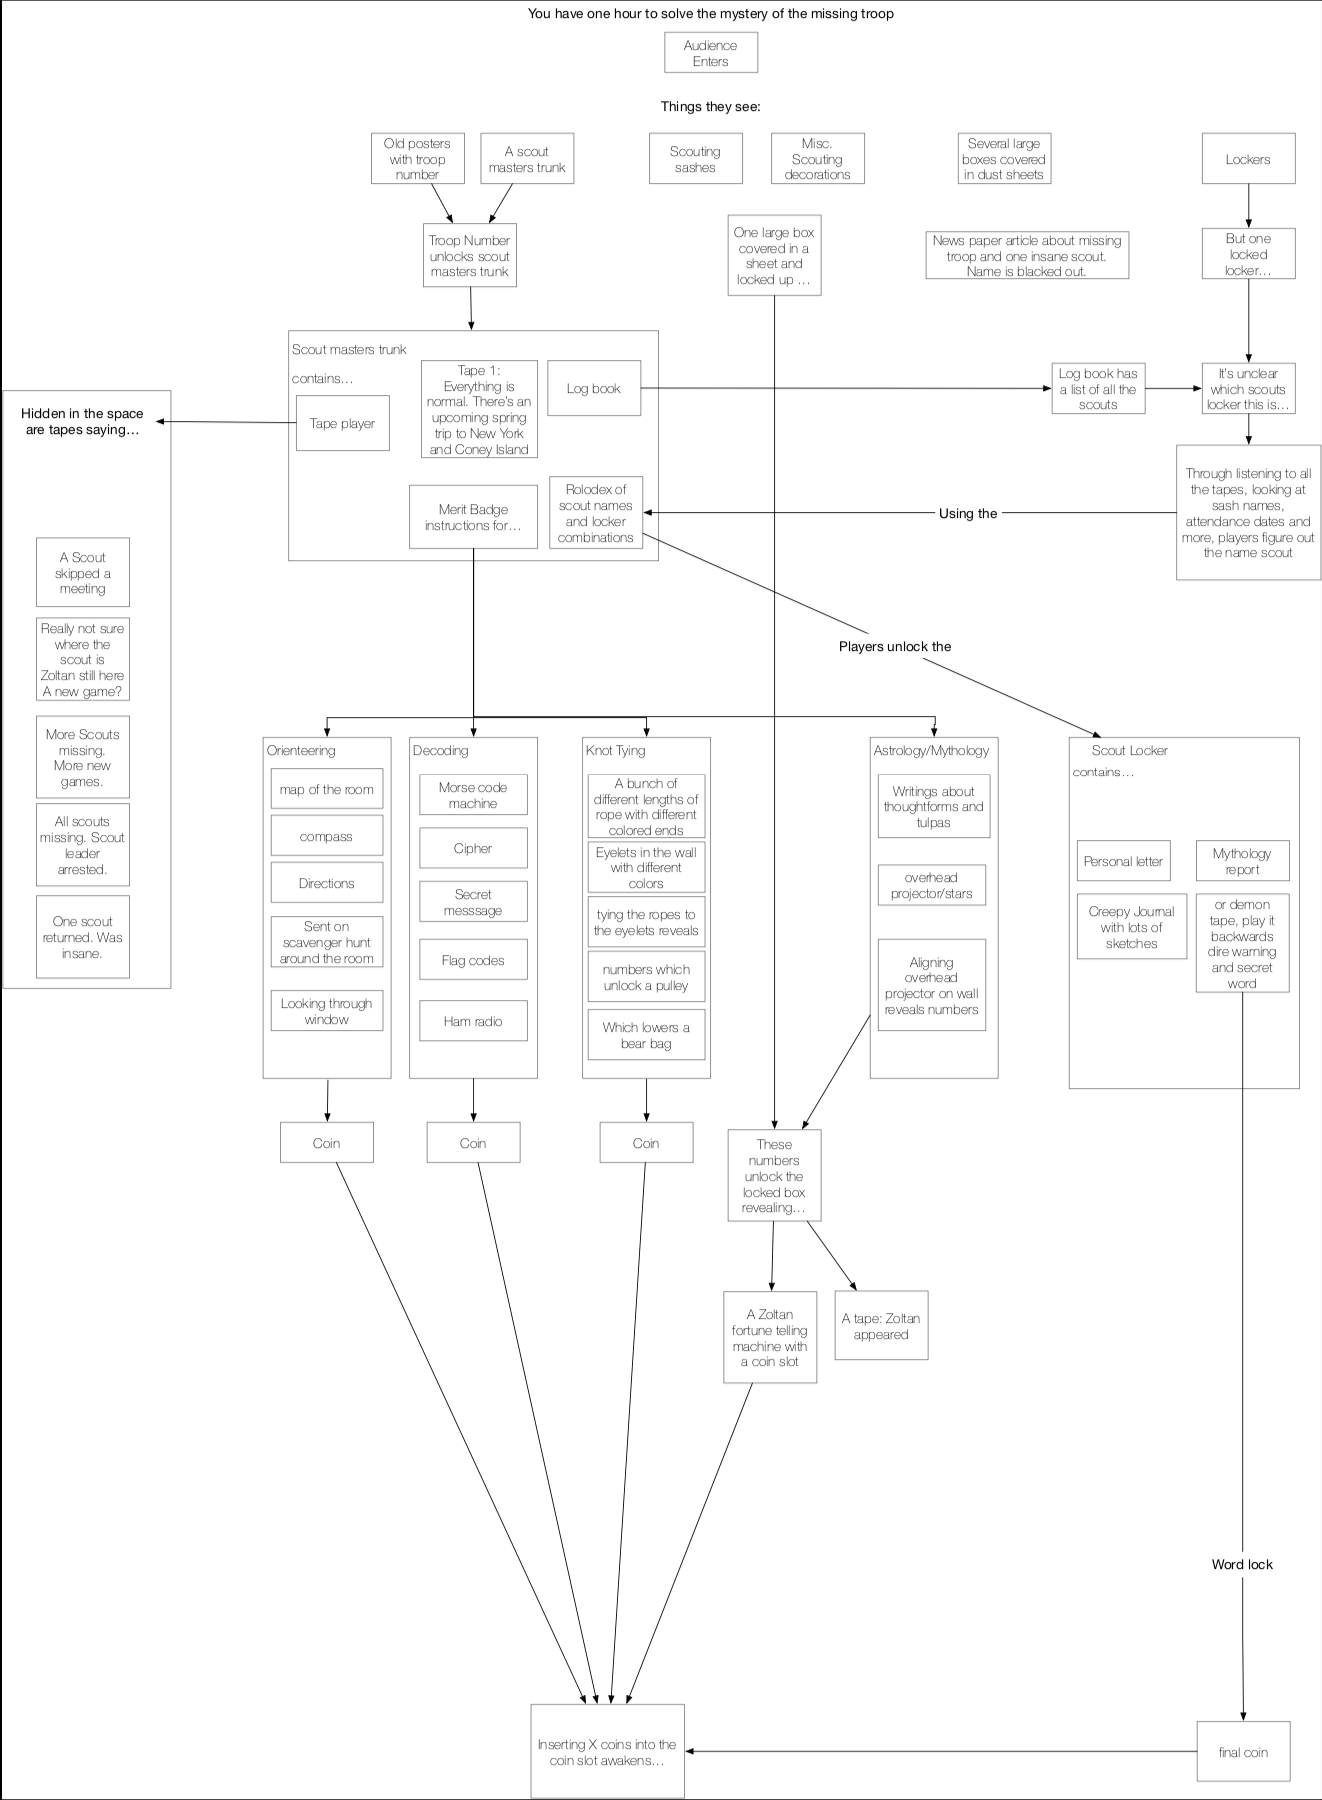 You have one hour to solve the mystery of the missing troop
Audience
Enters
Things they see:
Old posters
with troop
number
A scout
masters trunk
Scouting
sashes
Misc.
Scouting
decorations
Several large
boxes covered
in dust sheets
Lockers
Troop Number
unlocks scout
masters trunk
One large box
covered in a
sheet and
locked up ...
News paper article about missing
troop and one insane scout.
Name is blacked out.
But one
locked
locker...
Scout masters trunk
contains...
Tape player
Tape 1:
Everything is
normal. There's an
upcoming spring
trip to New York
and Coney Island
Log book
Merit Badge
instructions for...
Rolodex of
scout names
and locker
combinations
Log book has
a list of all the
scouts
It's unclear
which scouts
locker this is...
Through listening to all
the tapes, looking at
sash names,
attendance dates and
more, players figure out
the name scout
Using the
Players unlock the
Hidden in the space
are tapes saying...
A Scout
skipped a
meeting
Really not sure
where the
scout is
Zoltan still here
A new game?
More Scouts
missing.
More new
games.
All scouts
missing. Scout
leader
arrested.
One scout
returned. Was
insane.
Orienteering
map of the room
compass
Directions
Sent on
scavenger hunt
around the room
Looking through
window
Decoding
Morse code
machine
Cipher
Secret
messsage
Flag codes
Ham radio
Knot Tying
A bunch of
different lengths of
rope with different
colored ends
Eyelets in the wall
with different
colors
tying the ropes to
the eyelets reveals
numbers which
unlock a pulley
Which lowers a
bear bag
Astrology/Mythology
Writings about
thoughtforms and
tulpas
overhead
projector/stars
Aligning
overhead
projector on wall
reveals numbers
Scout Locker
contains...
Personal letter
Mythology
report
Creepy Journal
with lots of
sketches
or demon
tape, play it
backwards
dire warning
and secret
word
Coin
Coin
Coin
These
numbers
unlock the
locked box
revealing...
A Zoltan
fortune telling
machine with
a coin slot
A tape: Zoltan
appeared
Word lock
Inserting X coins into the
coin slot awakens...
final coin